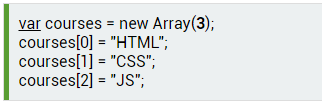 var courses = new Array(3);
courses[0] = "HTML";
courses[1] = "CSS";
courses[2] = "JS";